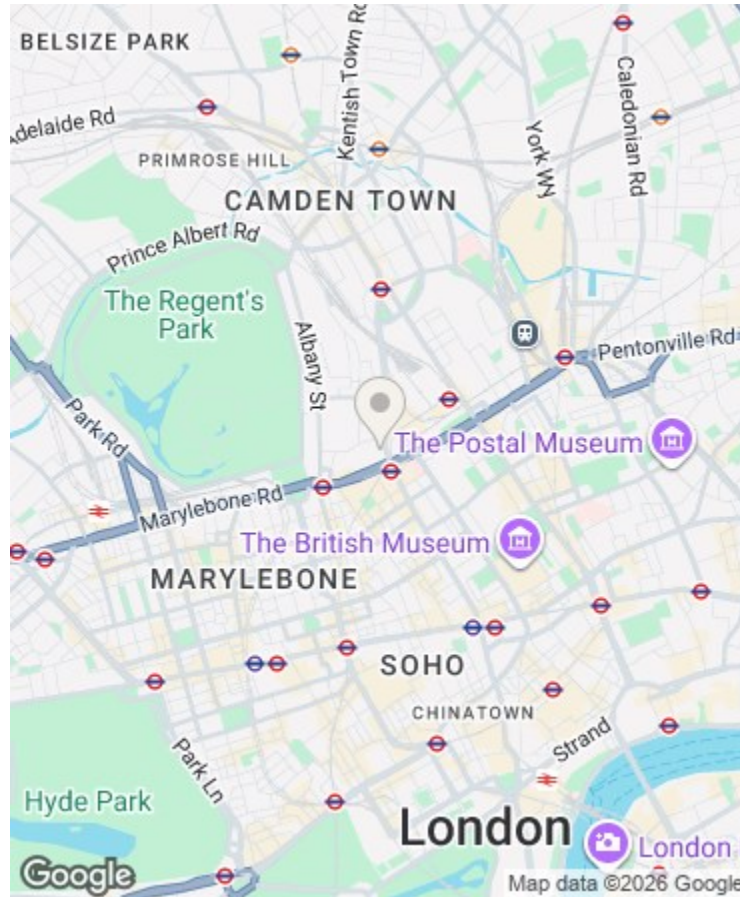 BELSIZE PARK
Kentish Town Rd
Caledonian Rd
Adelaide Rd
York Wy
PRIMROSE HILL
CAMDEN TOWN
Prince Albert Rd
The Regent's
Park
Albany St
Pentonville Rd
Park Rd
The Postal Museum
Marylebone Rd
The British Museum
MARYLEBONE
SOHO
CHINATOWN
Strand
Park Ln
Hyde Park
London
London
Google
Map data ©2026 Google